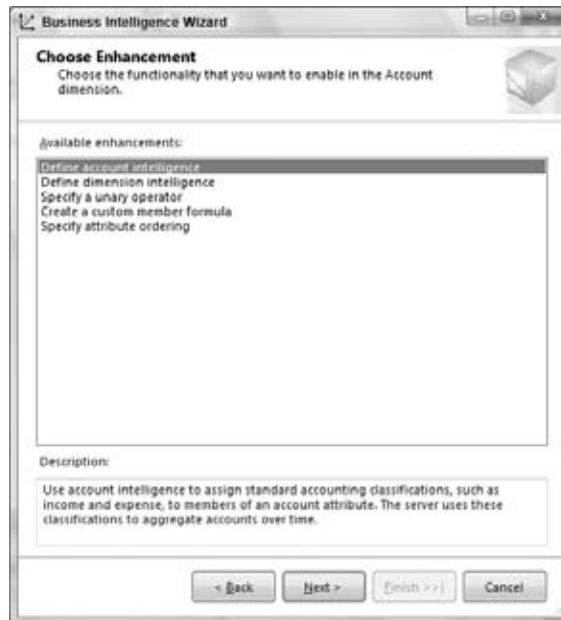 Business Intelligence Wizard
Choose Enhancement
Choose the functionality that you want to enable in the Account
dimension.
Available enhancements:
Define account intelligence
Define dimension intelligence
Specify a unary operator
Create a custom member formula
Specify attribute ordering
Description:
Use account intelligence to assign standard accounting classifications, such as
income and expense, to members of an account attribute. The server uses these
classifications to aggregate accounts over time.
< Back Next > Finish >>| Cancel